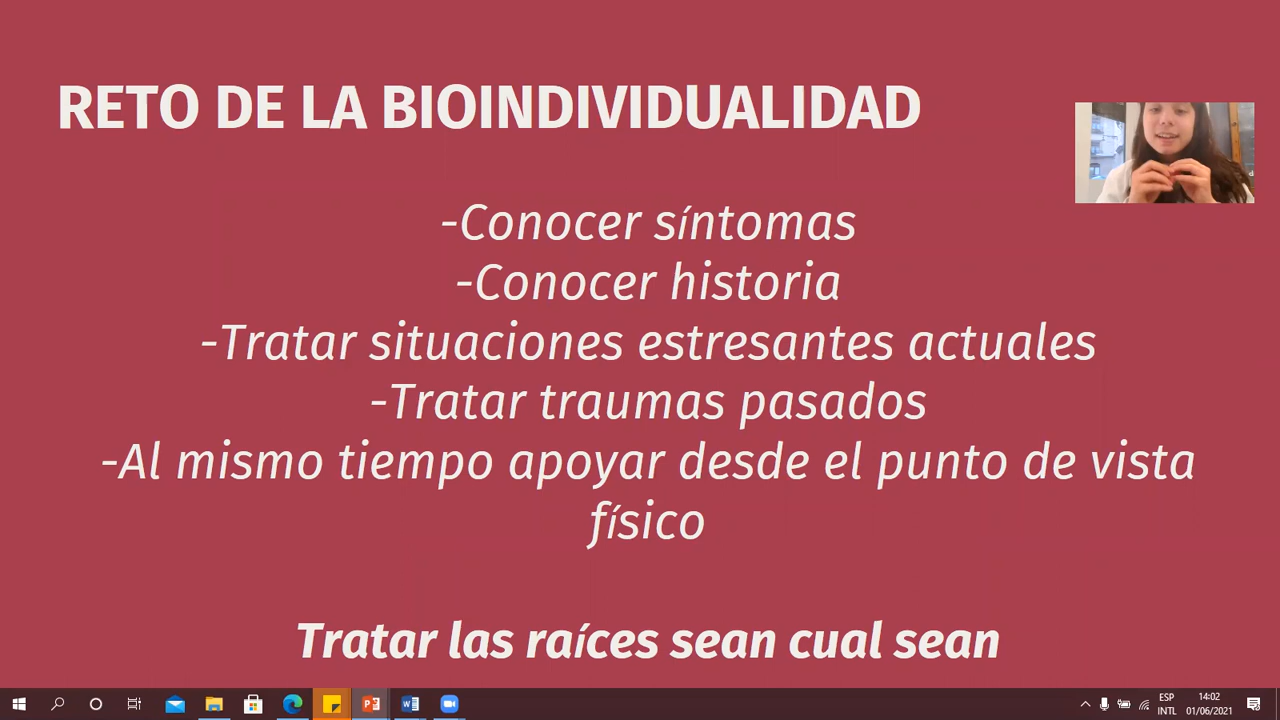 RETO DE LA BIOINDIVIDUALIDAD
-Conocer síntomas
-Conocer historia
-Tratar situaciones estresantes actuales
-Tratar traumas pasados
-Al mismo tiempo apoyar desde el punto de vista
físico
Tratar las raíces sean cual sean
ESP
INTL
14:02
01/06/2021